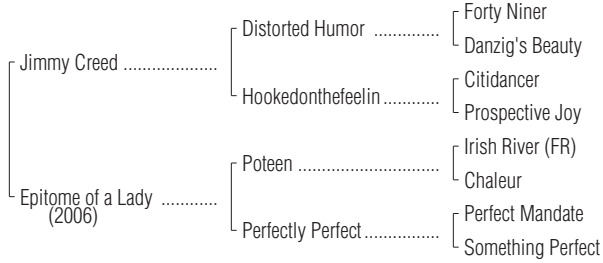 Forty Niner
Distorted Humor ..............
Danzig's Beauty
Jimmy Creed ....................
Citidancer
Hookedonthefeelin ............
Prospective Joy
Irish River (FR)
Poteen ..............................
Chaleur
Epitome of a Lady ............
(2006)
Perfect Mandate
Perfectly Perfect ................
Something Perfect